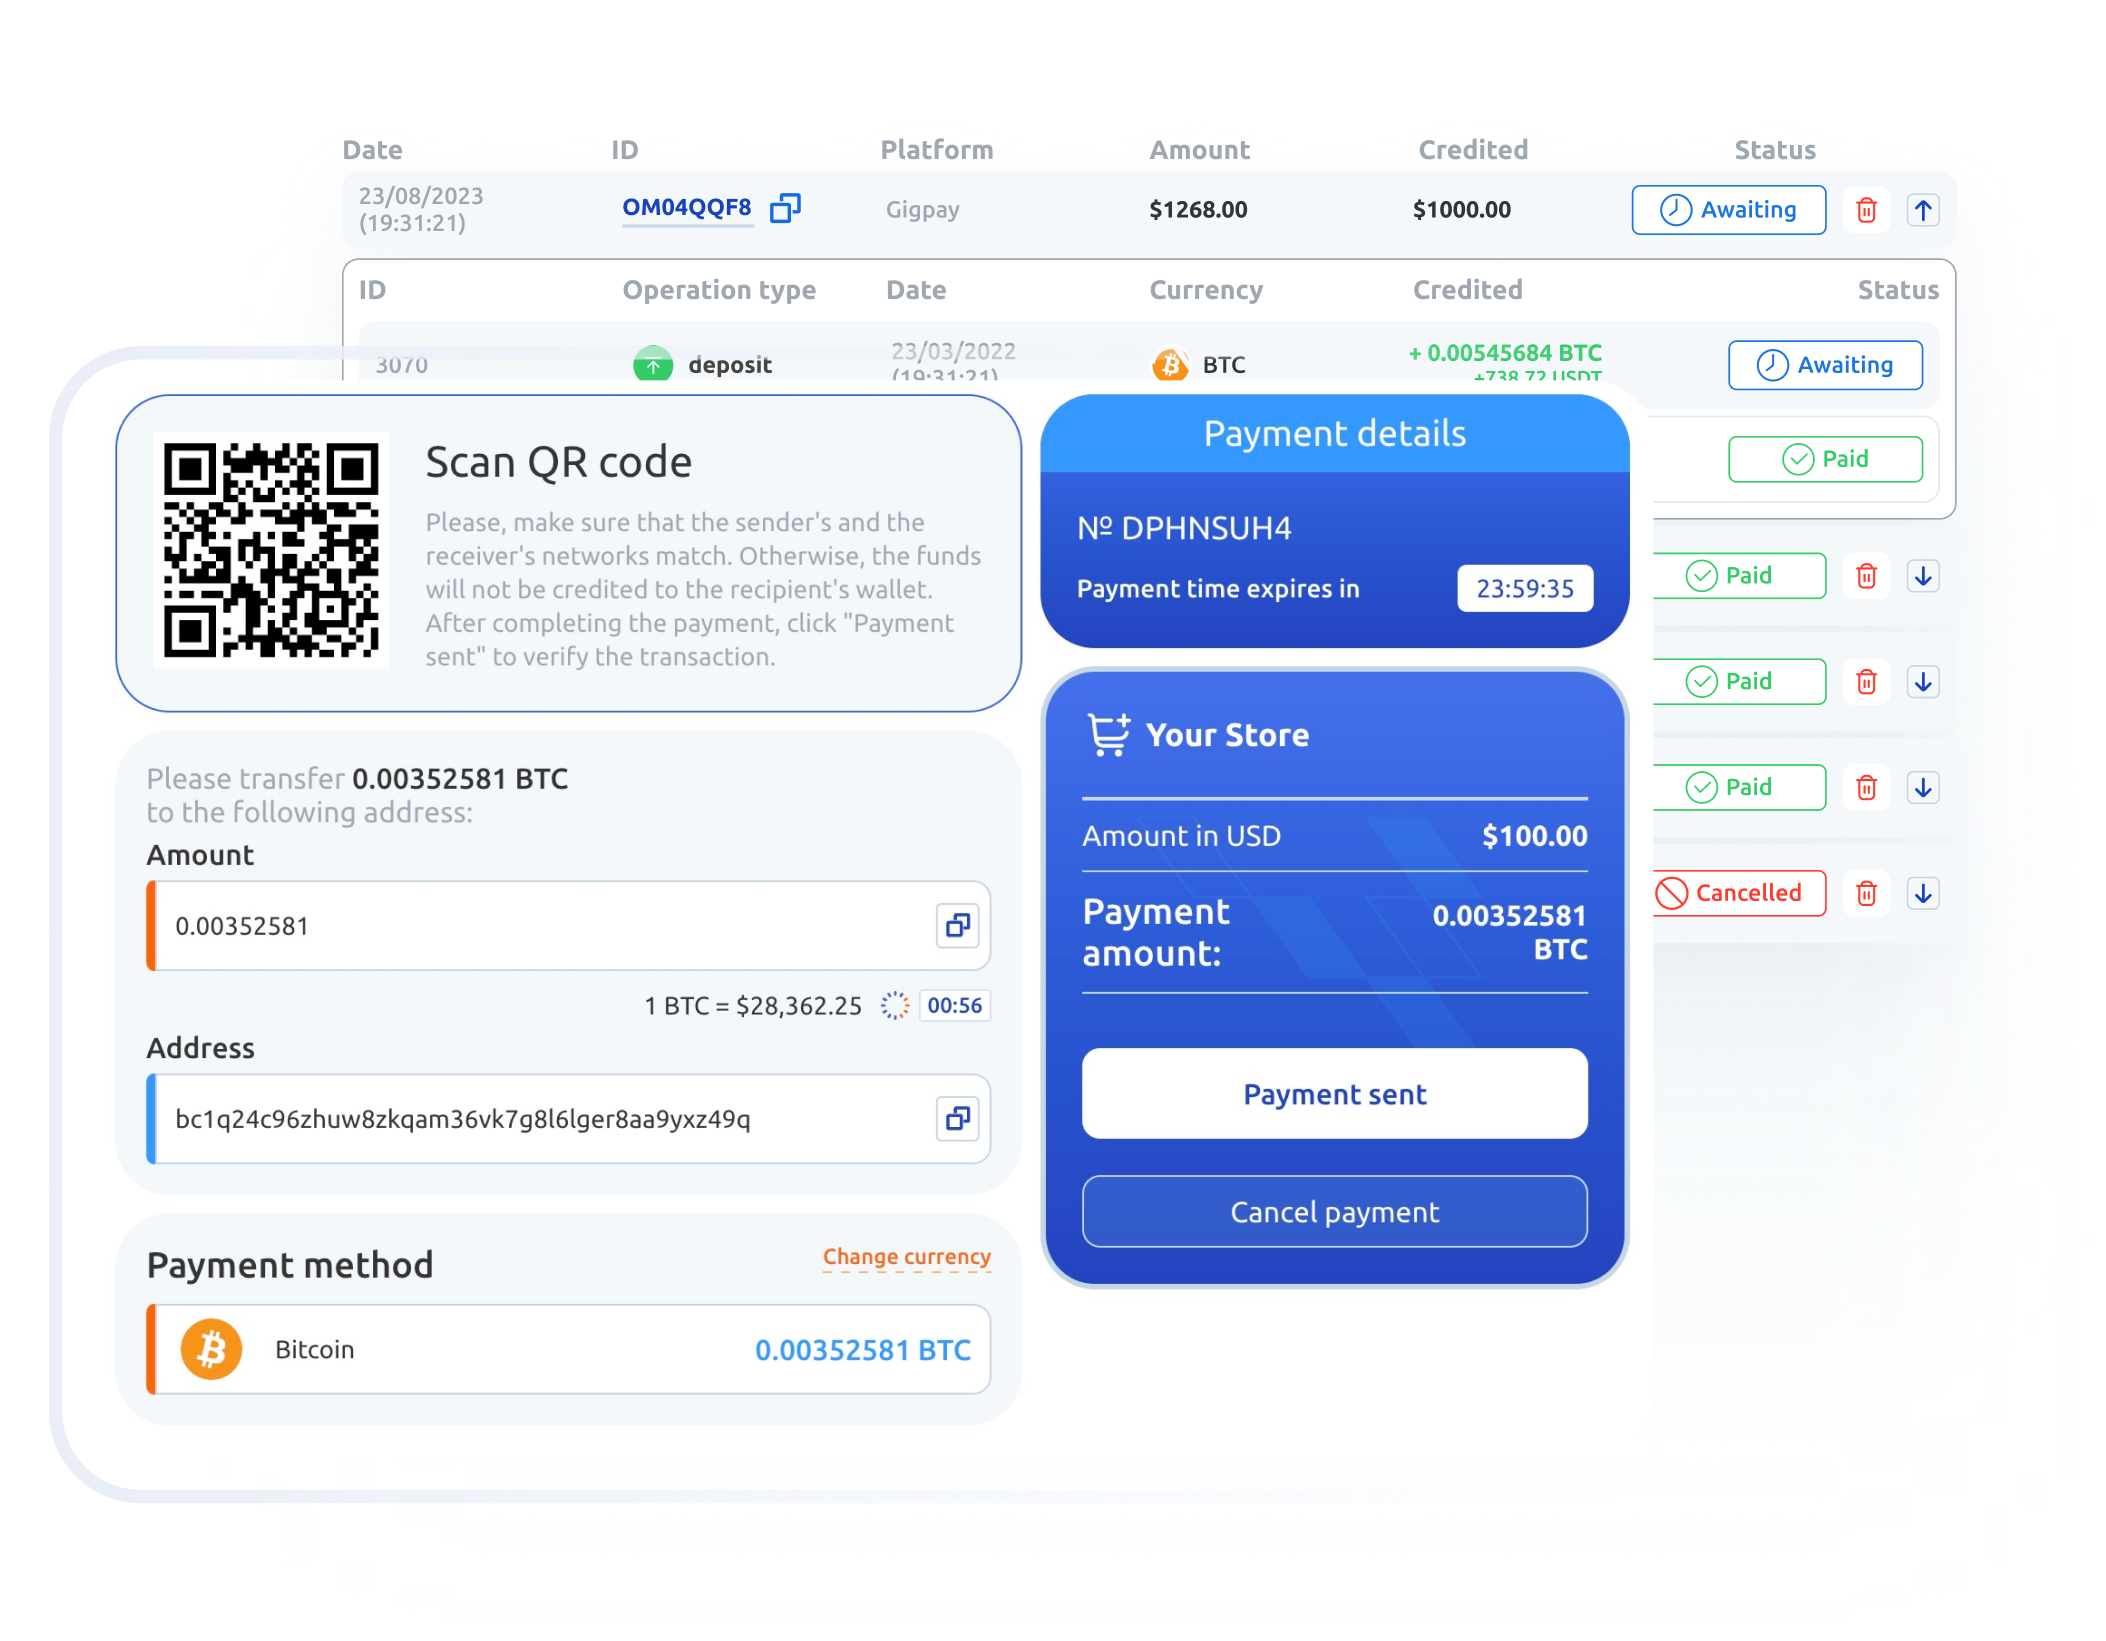 Date ID Platform Amount Credited Status
23/08/2023
(19:31:21)
OM04QQF8
Gigpay
$1268.00
$1000.00
Awaiting
ID Operation type Date Currency Credited Status
3070
deposit
23/03/2022
(19:31:21)
BTC
+ 0.00545684 BTC
+738.72 USDT
Awaiting
Paid
Paid
Paid
Paid
Cancelled
Scan QR code
Please, make sure that the sender's and the
receiver's networks match. Otherwise, the funds
will not be credited to the recipient's wallet.
After completing the payment, click "Payment
sent" to verify the transaction.
Please transfer 0.00352581 BTC
to the following address:
Amount
0.00352581
1 BTC = $28,362.25
00:56
Address
bc1q24c96zhuw8zkqam36vk7g8l6lger8aa9yxz49q
Payment method
Change currency
Bitcoin
0.00352581 BTC
Payment details
№ DPHNSUH4
Payment time expires in
23:59:35
Your Store
Amount in USD
$100.00
Payment
amount:
0.00352581
BTC
Payment sent
Cancel payment